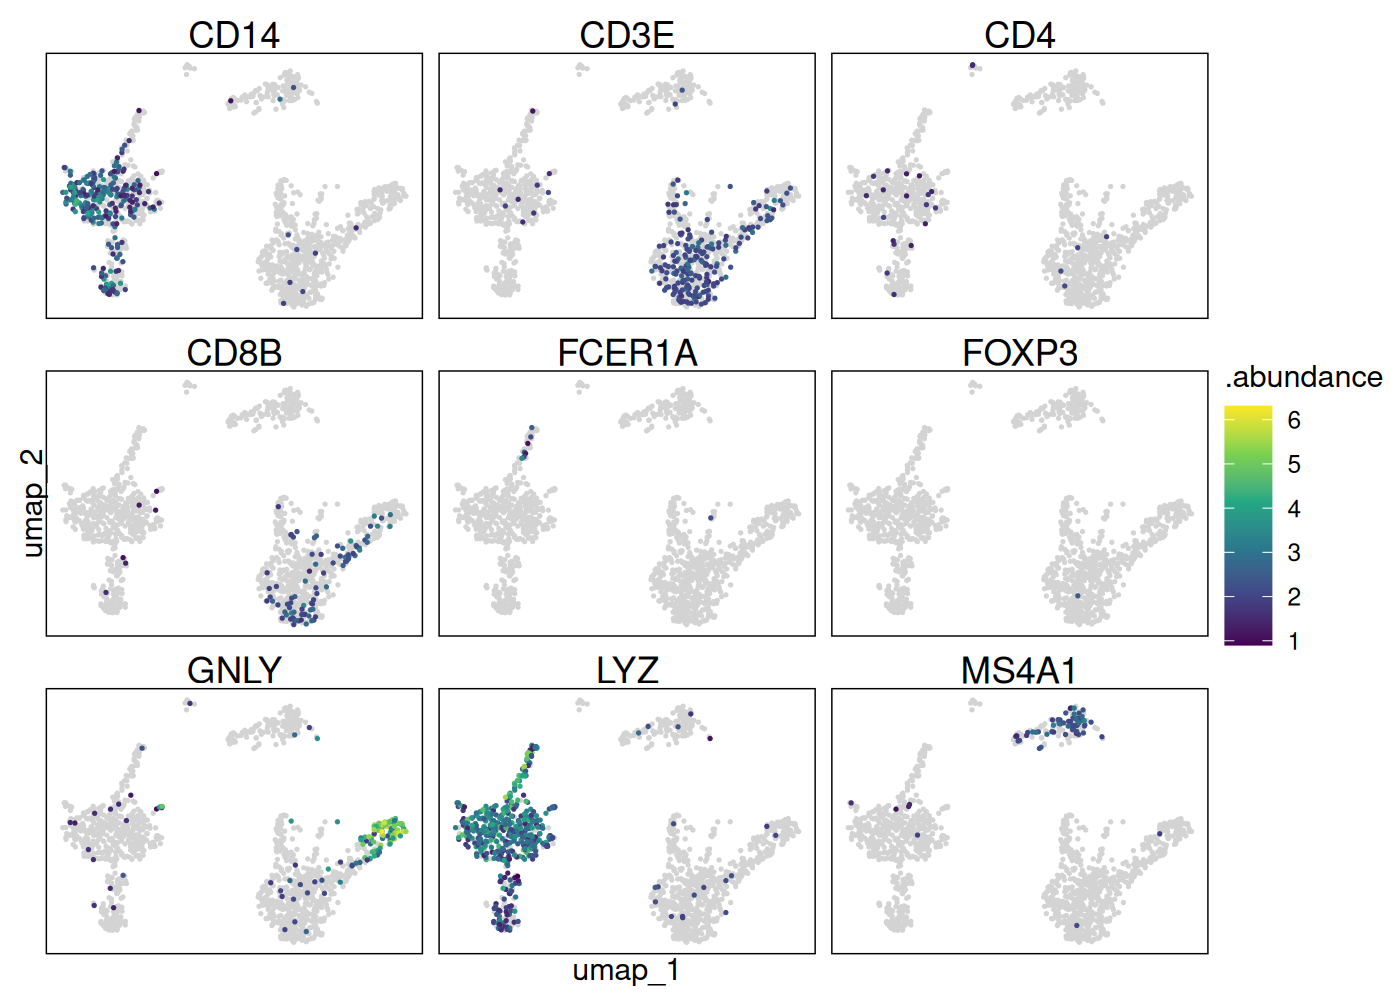 CD14 CD3E CD4
CD8B FCER1A FOXP3
.abundance
6
5
4
3
2
1
umap_2
GNLY LYZ MS4A1
umap_1